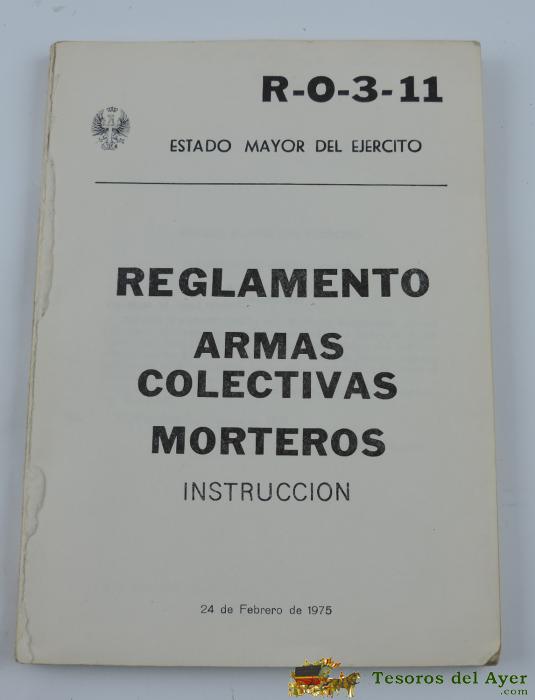 R-0-3-11
ESTADO MAYOR DEL EJERCITO
REGLAMENTO
ARMAS
COLECTIVAS
MORTEROS
INSTRUCCION
24 de Febrero de 1975
Tesoros del Ayer
.com